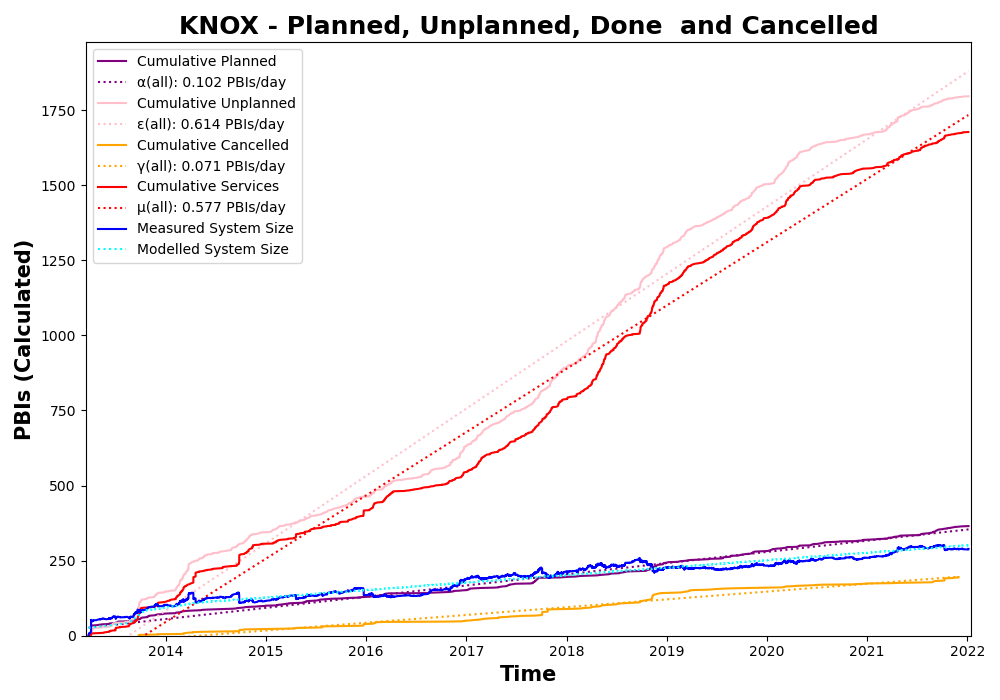 KNOX - Planned, Unplanned, Done  and Cancelled
PBIs (Calculated)
1750
1500
1250
1000
750
500
250
0
Cumulative Planned
α(all): 0.102 PBIs/day
Cumulative Unplanned
ε(all): 0.614 PBIs/day
Cumulative Cancelled
γ(all): 0.071 PBIs/day
Cumulative Services
μ(all): 0.577 PBIs/day
Measured System Size
Modelled System Size
2014 2015 2016 2017 2018 2019 2020 2021 2022
Time